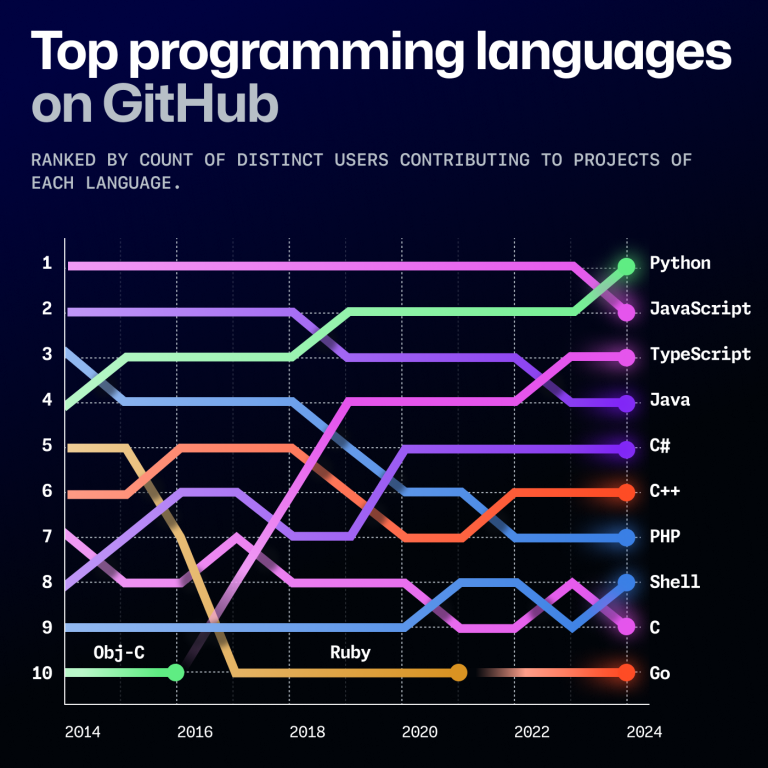 Top programming languages
on GitHub
RANKED BY COUNT OF DISTINCT USERS CONTRIBUTING TO PROJECTS OF
EACH LANGUAGE.
1 Python
2 JavaScript
3 TypeScript
4 Java
5 C#
6 C++
7 PHP
8 Shell
9 C
Obj-C Ruby
10 Go
2014 2016 2018 2020 2022 2024